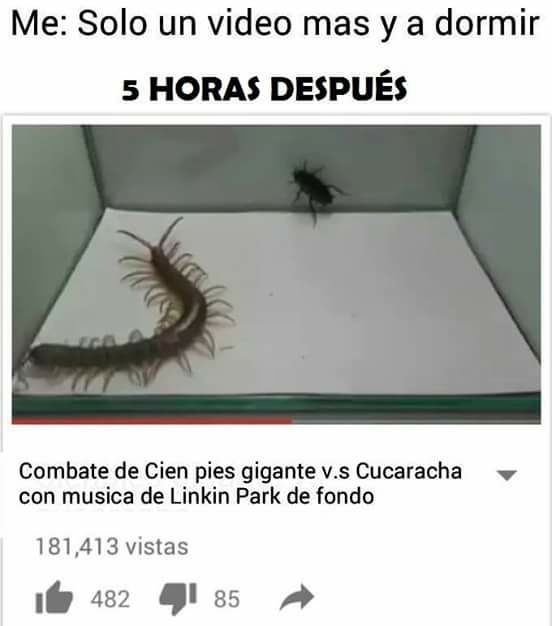 Me: Solo un video mas y a dormir
5 HORAS DESPUÉS
Combate de Cien pies gigante v.s Cucaracha
con musica de Linkin Park de fondo
181,413 vistas
482 85